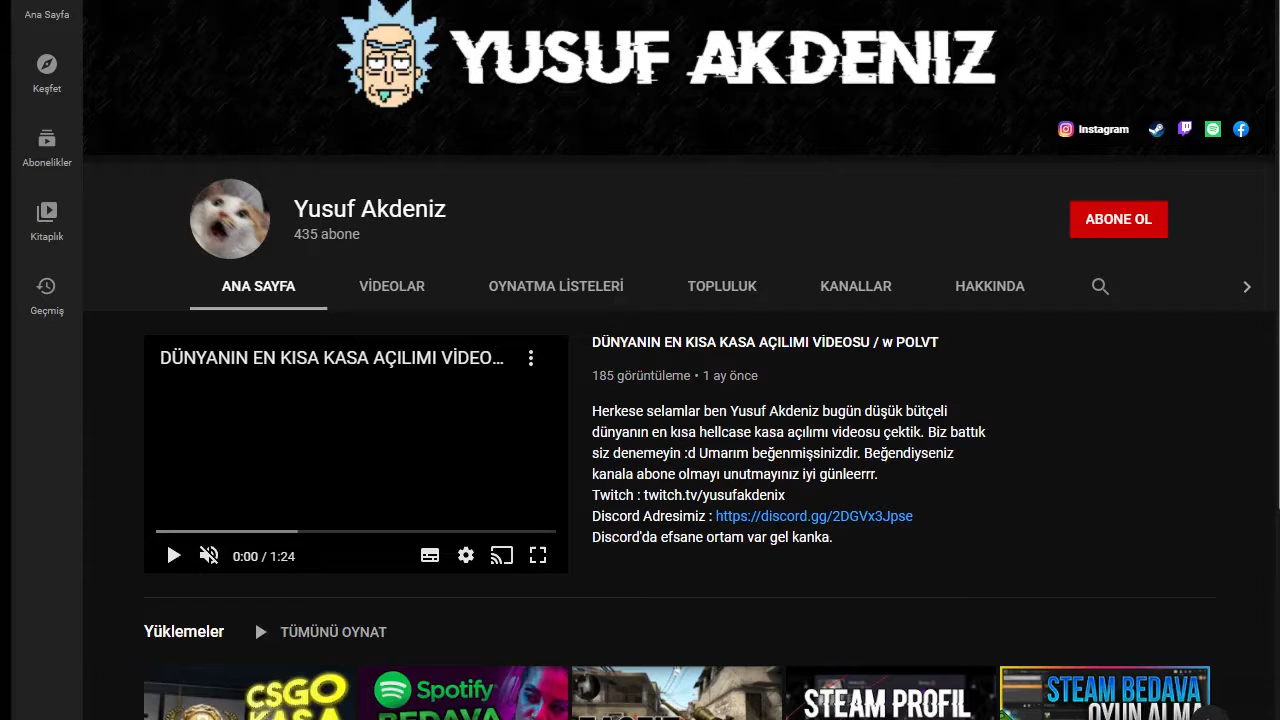 Ana Sayfa
YUSUF AKDENIZ
Keşfet
Instagram
Abonelikler
Yusuf Akdeniz
435 abone
ABONE OL
Kitaplık
ANA SAYFA VİDEOLAR OYNATMA LİSTELERİ TOPLULUK KANALLAR HAKKINDA
Geçmiş
DÜNYANIN EN KISA KASA AÇILIMI VİDEO...
DÜNYANIN EN KISA KASA AÇILIMI VİDEOSU / w POLVT
185 görüntüleme • 1 ay önce
Herkese selamlar ben Yusuf Akdeniz bugün düşük bütçeli
dünyanın en kısa hellcase kasa açılımı videosu çektik. Biz battık
siz denemeyin :d Umarım beğenmişsinizdir. Beğendiyseniz
kanala abone olmayı unutmayınız iyi günleerrr.
Twitch : twitch.tv/yusufakdenix
Discord Adresimiz : https://discord.gg/2DGVx3Jpse
Discord'da efsane ortam var gel kanka.
0:00 / 1:24
Yüklemeler
TÜMÜNÜ OYNAT
CSGO
KASA
Spotify
BEDAVA
STEAM PROFIL
STEAM BEDAVA
OYUN ALMA